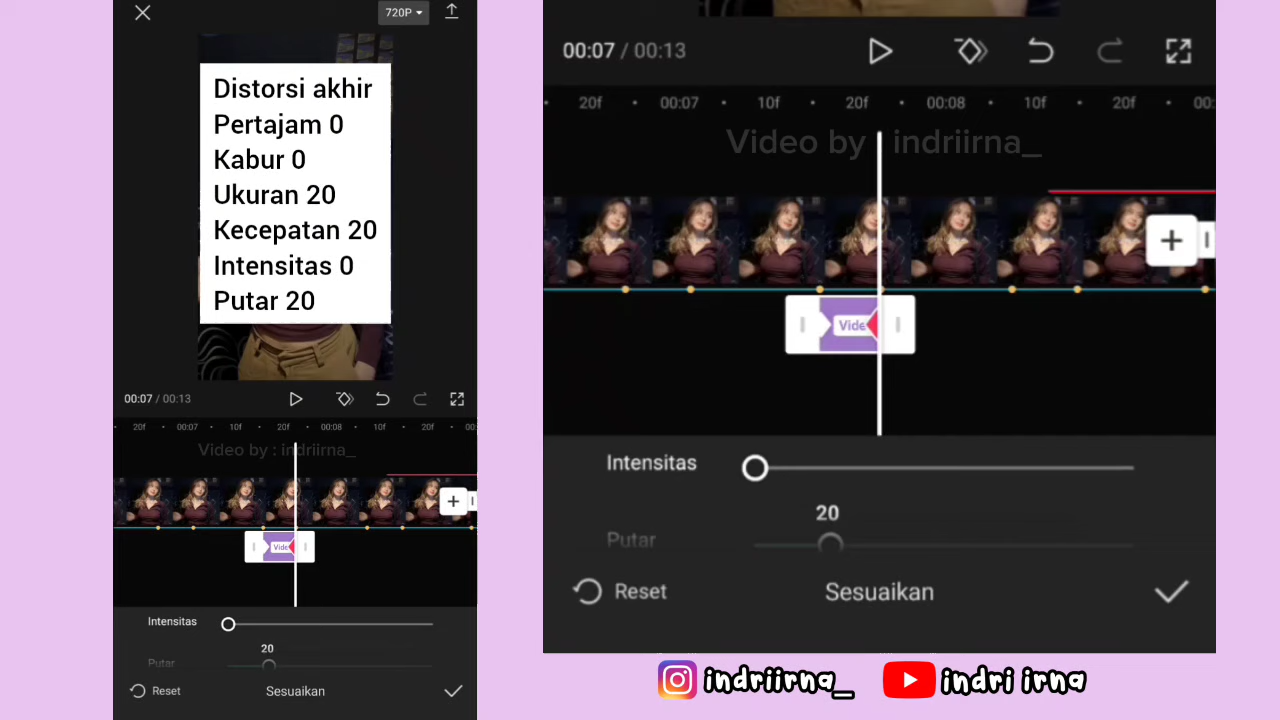 720P
Distorsi akhir
Pertajam 0
Kabur 0
Ukuran 20
Kecepatan 20
Intensitas 0
Putar 20
00:07 / 00:13
20f 00:07 10f 20f 00:08 10f 20f 00:
Video by : indriirna_
Vide
Intensitas
20
Putar
Reset
Sesuaikan
00:07 / 00:13
20f 00:07 10f 20f 00:08 10f 20f 00:
Video by : indriirna_
Vide
Intensitas
20
Putar
Reset
Sesuaikan
indriirna_
indri irna